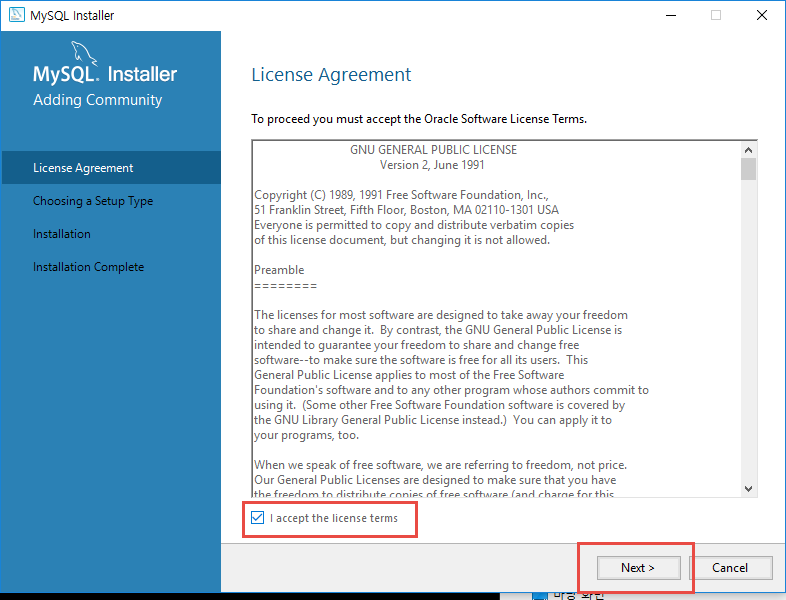 MySQL Installer
MySQL. Installer
Adding Community
License Agreement
Choosing a Setup Type
Installation
Installation Complete
License Agreement
To proceed you must accept the Oracle Software License Terms.
GNU GENERAL PUBLIC LICENSE
Version 2, June 1991
Copyright (C) 1989, 1991 Free Software Foundation, Inc.,
51 Franklin Street, Fifth Floor, Boston, MA 02110-1301 USA
Everyone is permitted to copy and distribute verbatim copies
of this license document, but changing it is not allowed.
Preamble
========
The licenses for most software are designed to take away your freedom
to share and change it.  By contrast, the GNU General Public License is
intended to guarantee your freedom to share and change free
software--to make sure the software is free for all its users.  This
General Public License applies to most of the Free Software
Foundation's software and to any other program whose authors commit to
using it.  (Some other Free Software Foundation software is covered by
the GNU Library General Public License instead.)  You can apply it to
your programs, too.
When we speak of free software, we are referring to freedom, not price.
Our General Public Licenses are designed to make sure that you have
the freedom to distribute copies of free software (and charge for this
I accept the license terms
Next >
Cancel